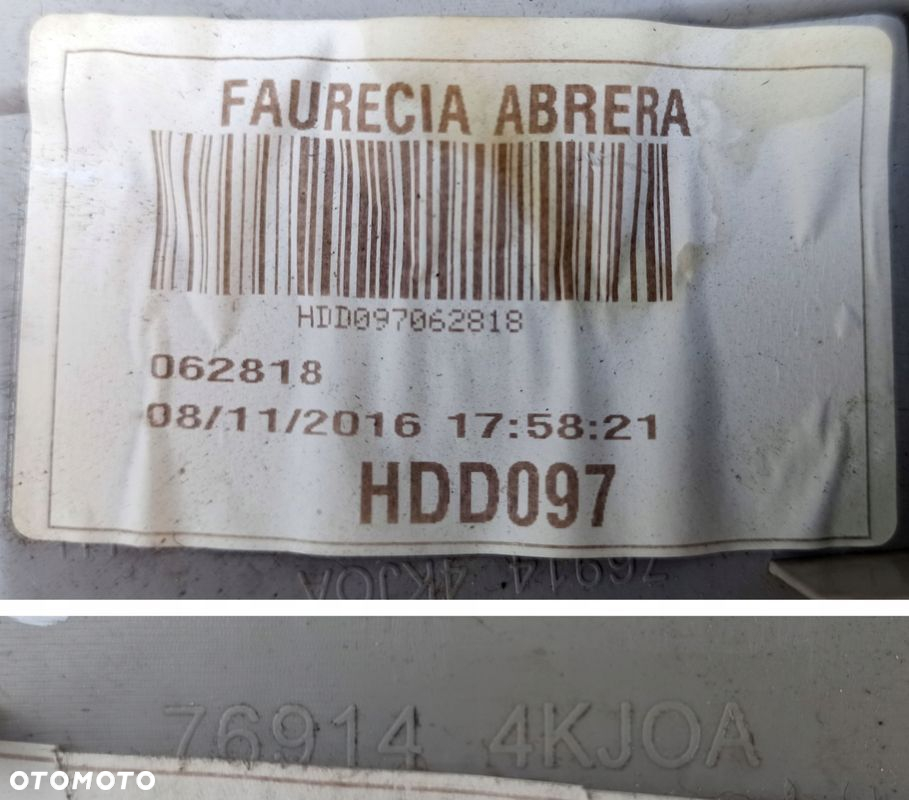 FAURECIA ABRERA
HDD097062818
062818
08/11/2016 17:58:21
HDD097
76914 4KJOA
76914 4KJOA
OTOMOTO